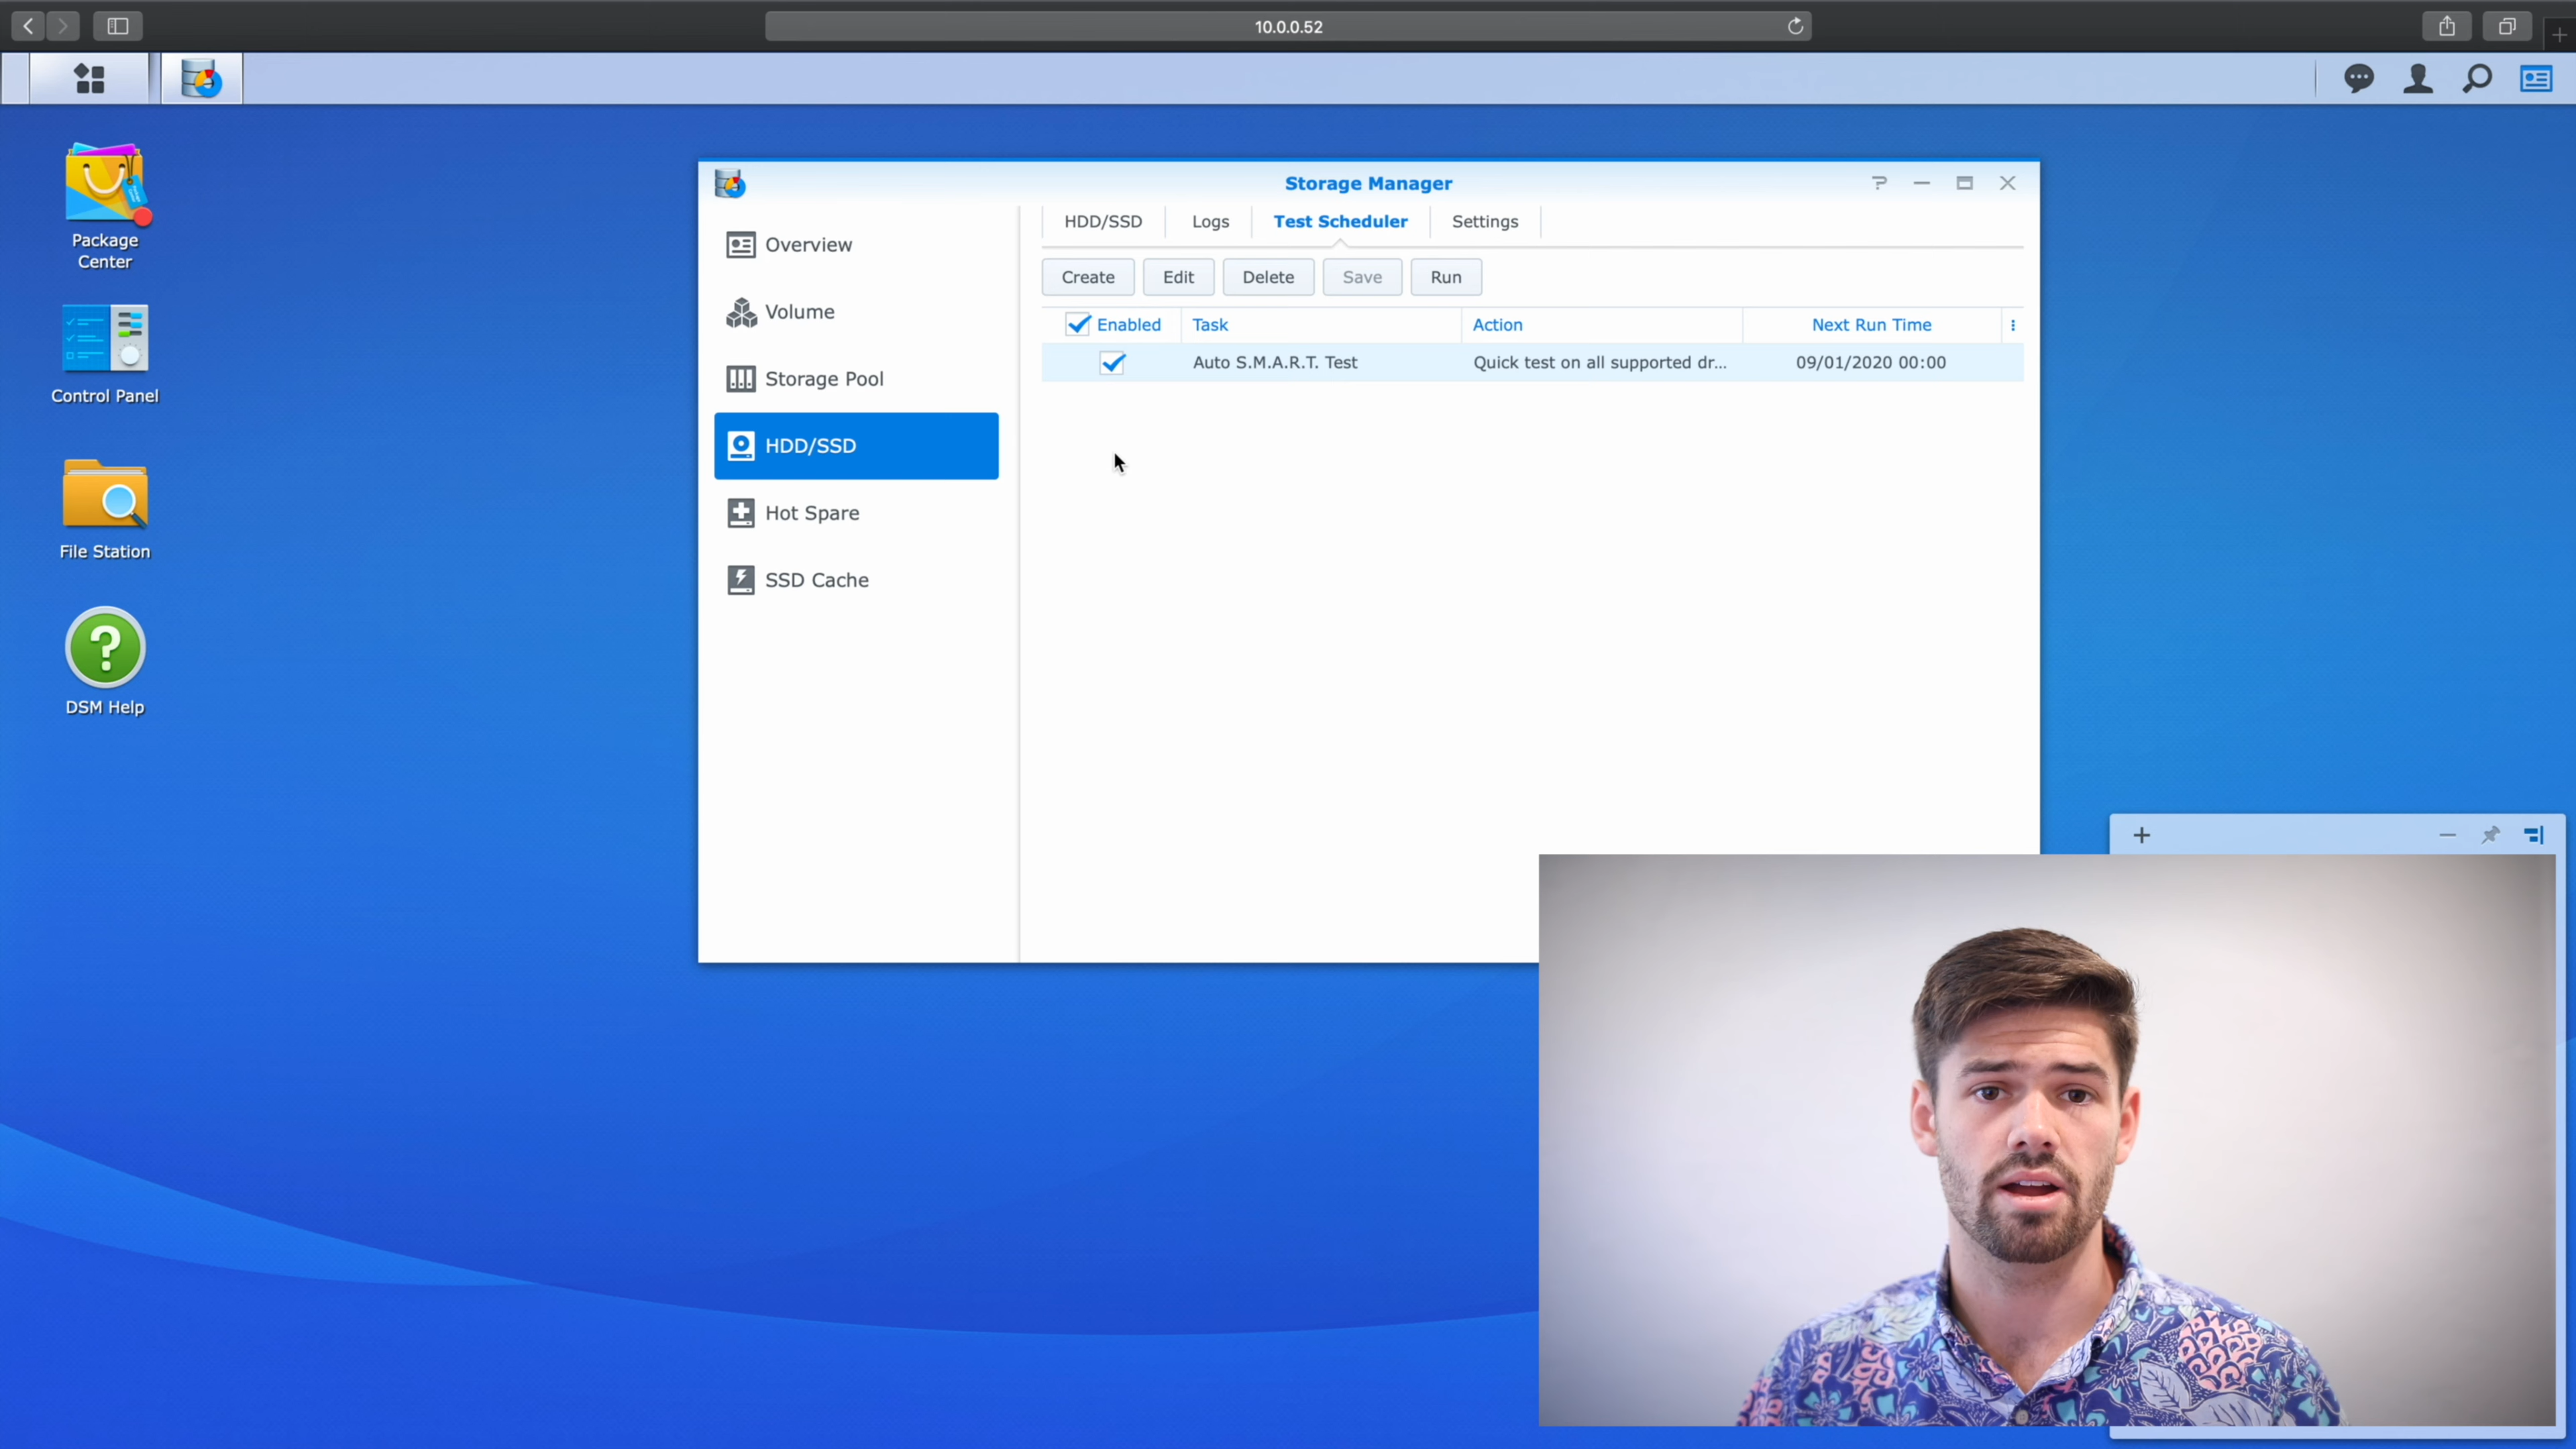 10.0.0.52
Package
Center
Control Panel
File Station
DSM Help
Storage Manager
Overview
Volume
Storage Pool
HDD/SSD
Hot Spare
SSD Cache
HDD/SSD Logs Test Scheduler Settings
Create Edit Delete Save Run
Enabled Task Action Next Run Time
Auto S.M.A.R.T. Test Quick test on all supported dr... 09/01/2020 00:00